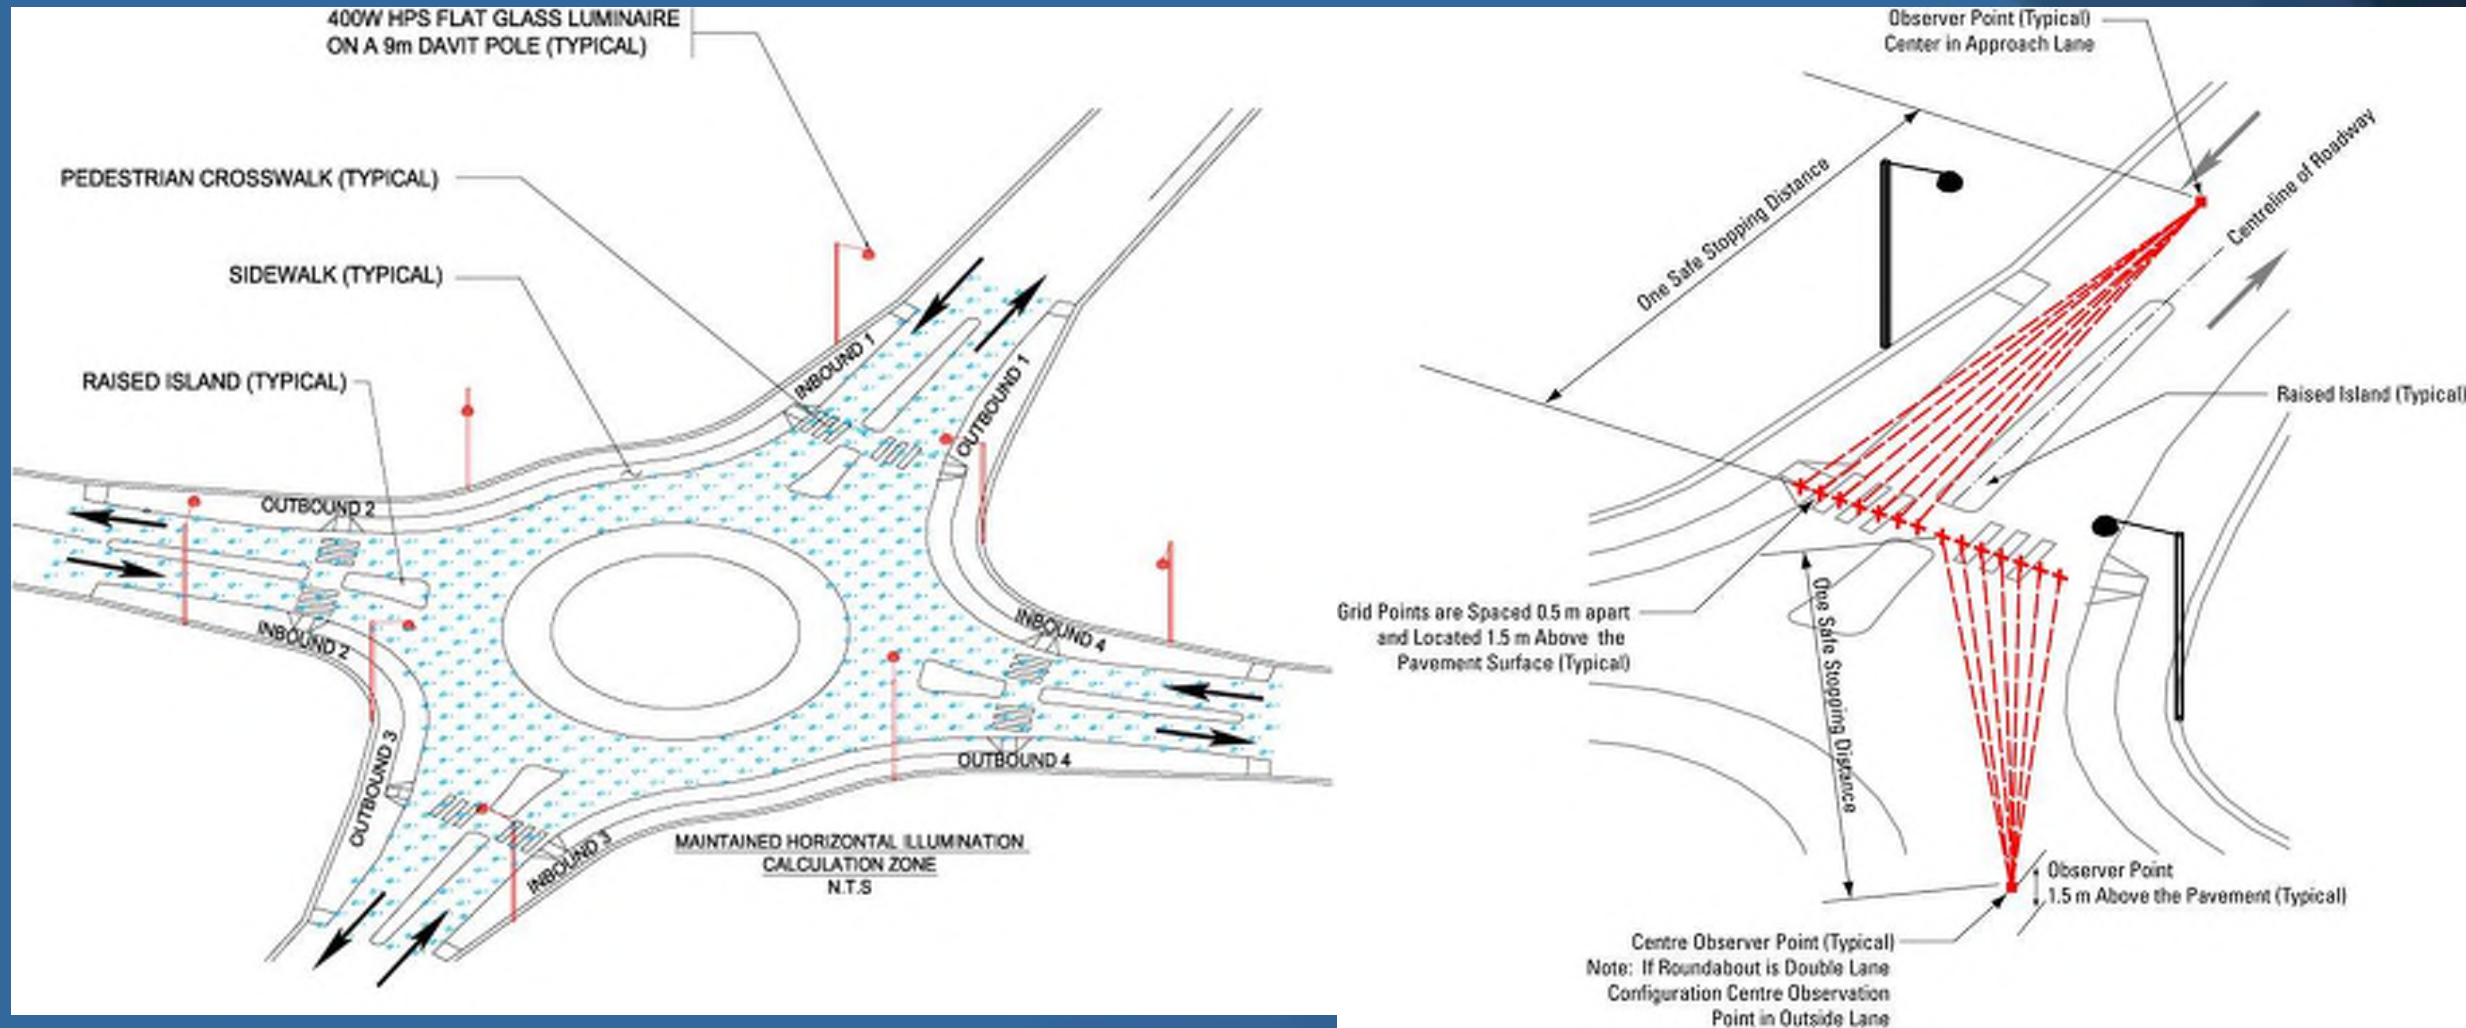 400W HPS FLAT GLASS LUMINAIRE
ON A 9m DAVIT POLE (TYPICAL)
PEDESTRIAN CROSSWALK (TYPICAL)
SIDEWALK (TYPICAL)
RAISED ISLAND (TYPICAL)
INBOUND 1
OUTBOUND 1
OUTBOUND 2
INBOUND 2
INBOUND 4
OUTBOUND 4
OUTBOUND 3
INBOUND 3
MAINTAINED HORIZONTAL ILLUMINATION
CALCULATION ZONE
N.T.S
Observer Point (Typical)
Center in Approach Lane
One Safe Stopping Distance
Centreline of Roadway
Raised Island (Typical)
Grid Points are Spaced 0.5 m apart
and Located 1.5 m Above the
Pavement Surface (Typical)
One Safe Stopping Distance
Observer Point
1.5 m Above the Pavement (Typical)
Centre Observer Point (Typical)
Note: If Roundabout is Double Lane
Configuration Centre Observation
Point in Outside Lane